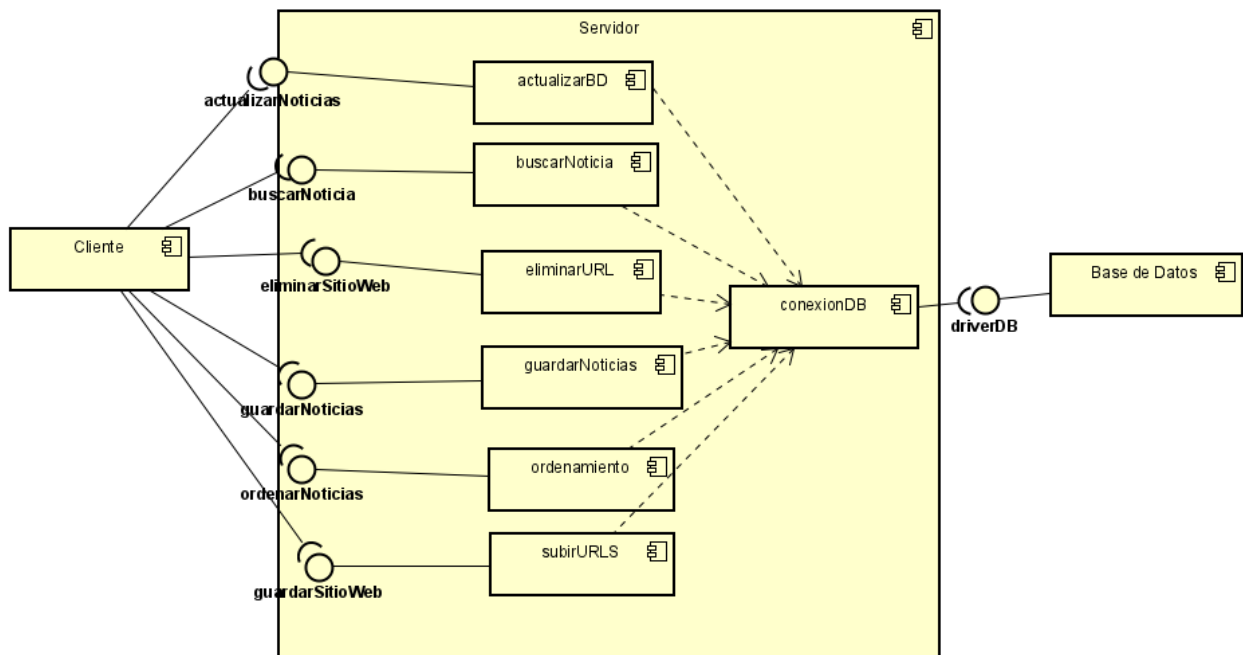 Servidor
actualizarBD
actualizarNoticias
buscarNoticia
buscarNoticia
Cliente
eliminarURL
eliminarSitioWeb
Base de Datos
conexionDB
driverDB
guardarNoticias
guardarNoticias
ordenamiento
ordenarNoticias
subirURLS
guardarSitioWeb